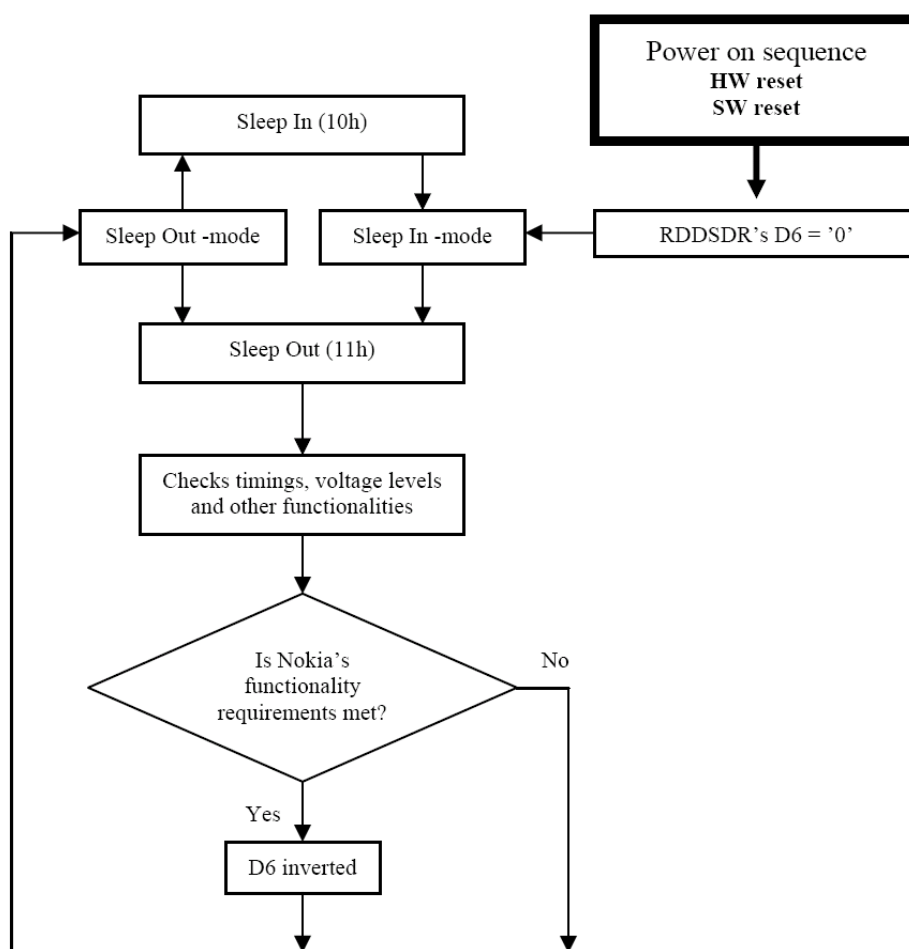 Power on sequence
HW reset
SW reset
Sleep In (10h)
Sleep Out -mode
Sleep In -mode
RDDSDR’s D6 = ’0’
Sleep Out (11h)
Checks timings, voltage levels
and other functionalities
Is Nokia’s
functionality
requirements met?
No
Yes
D6 inverted